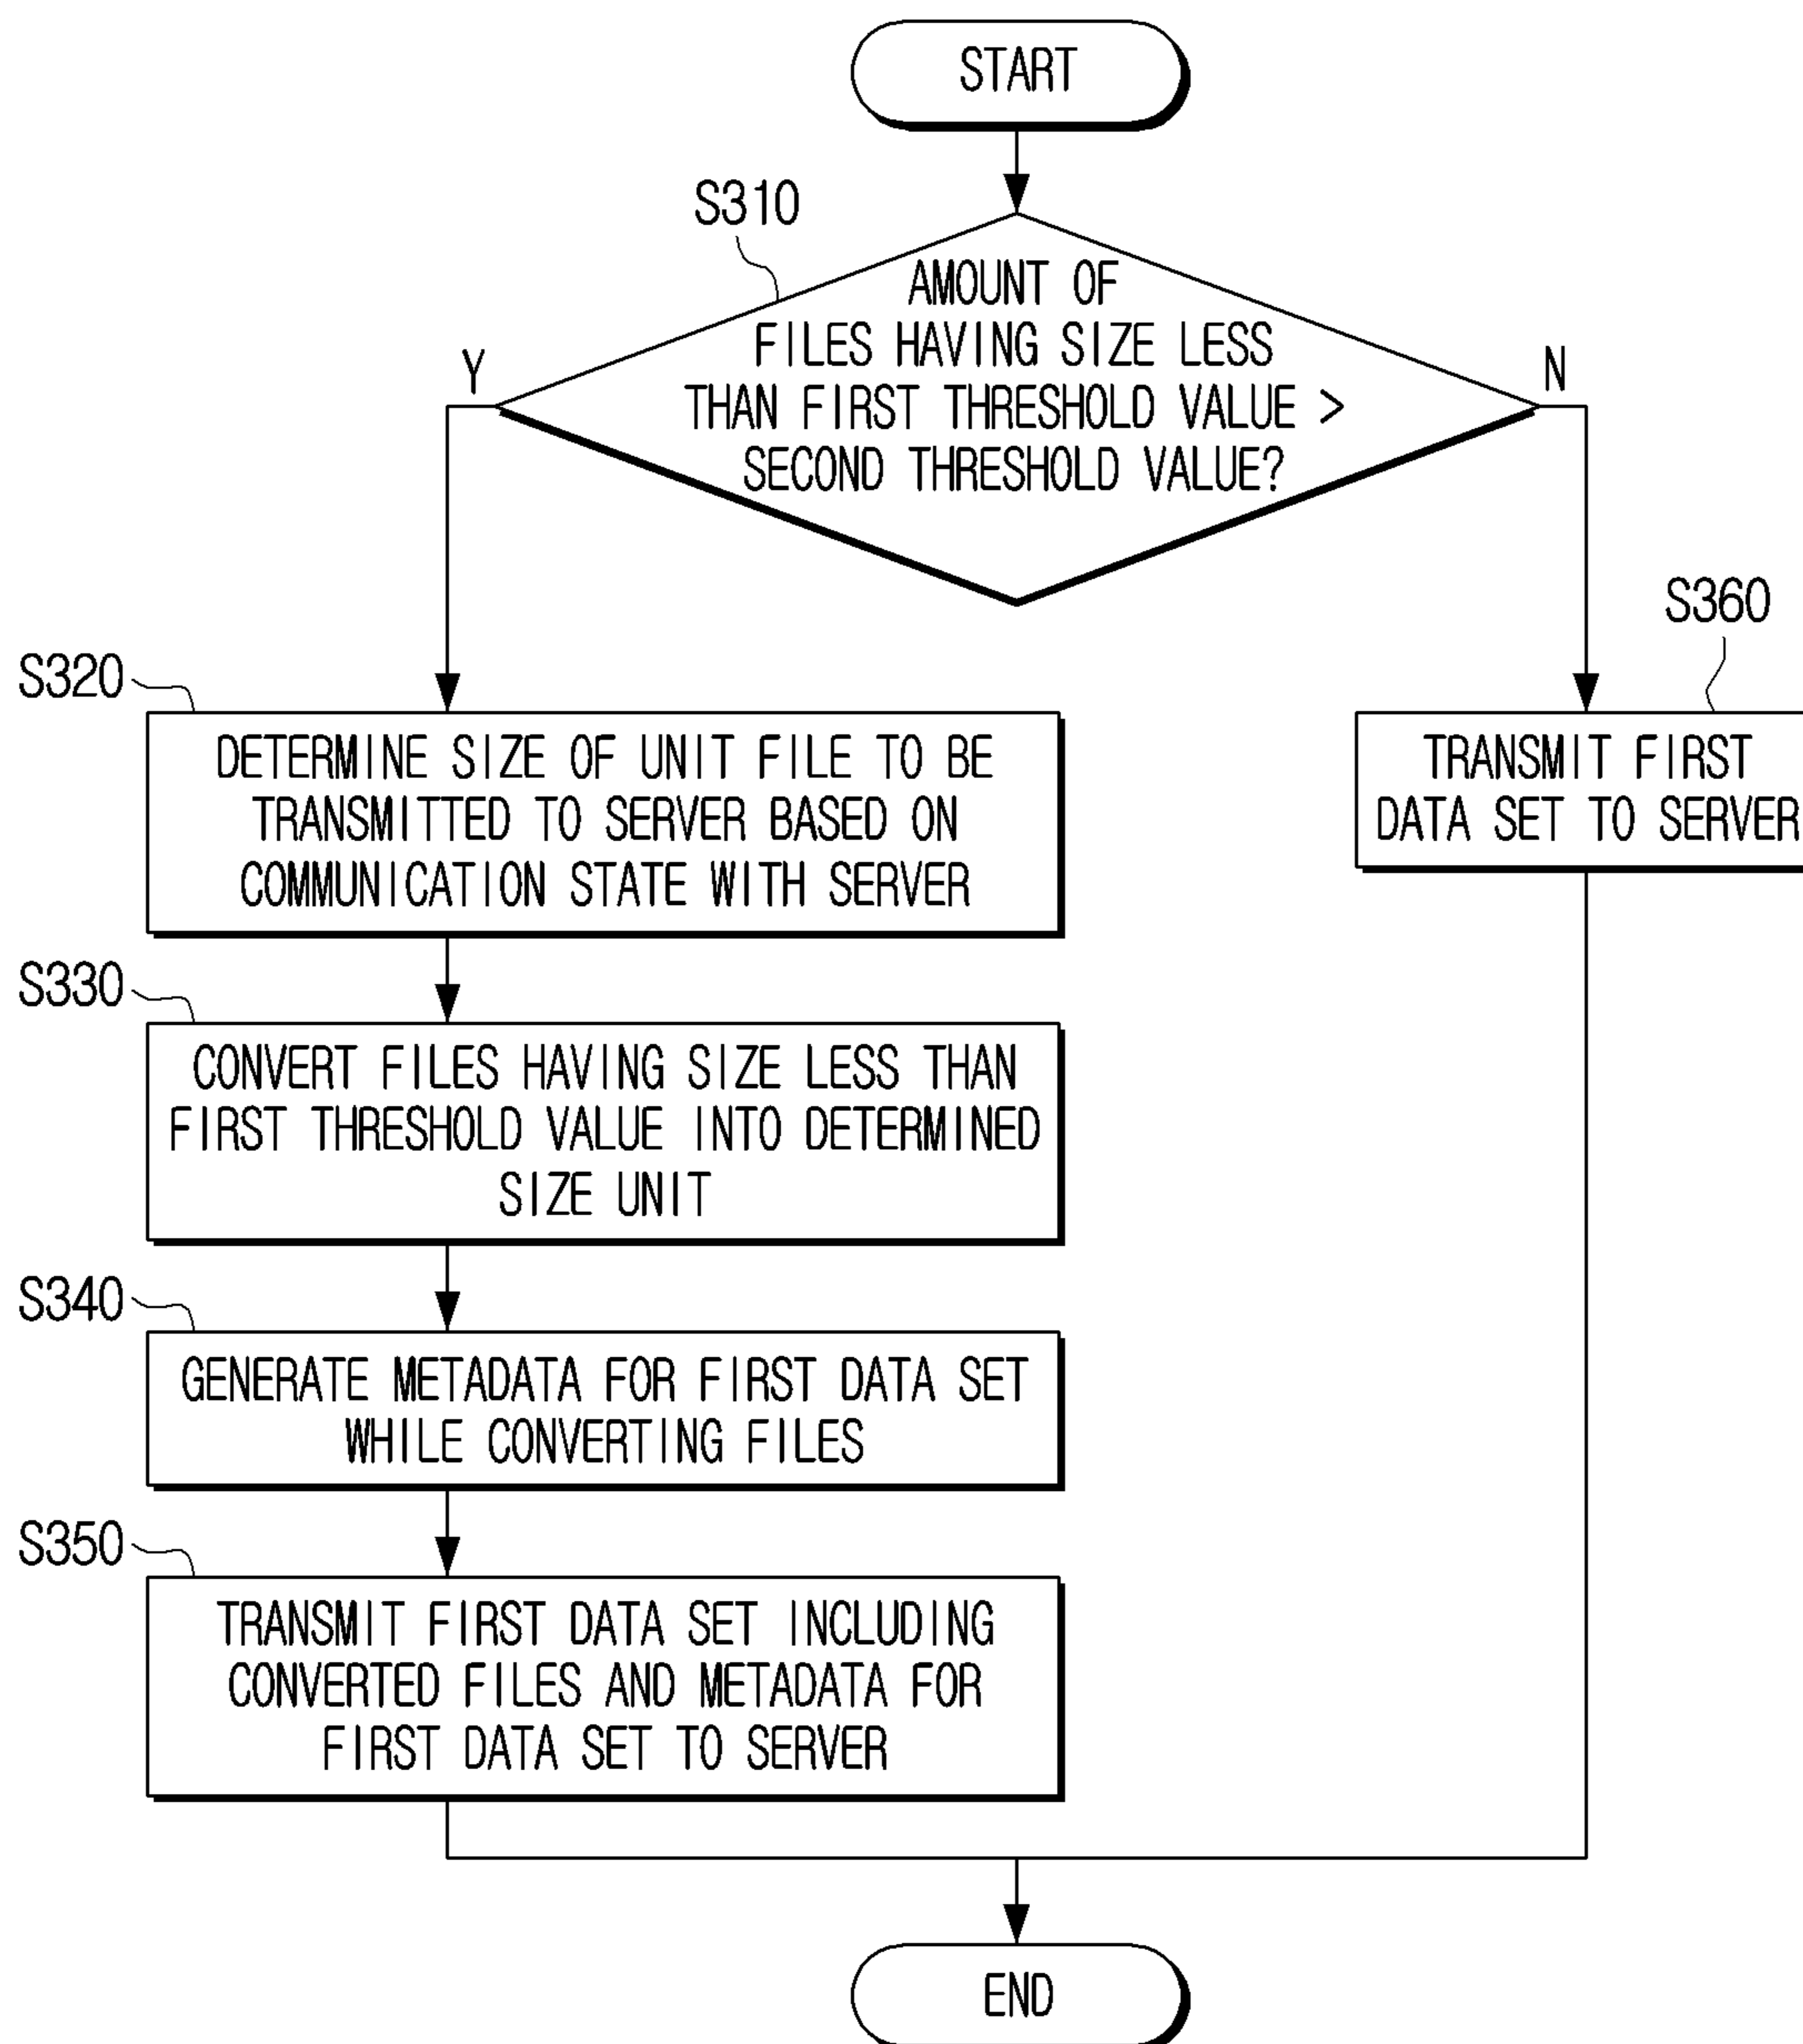 START
S310
AMOUNT OF
FILES HAVING SIZE LESS
THAN FIRST THRESHOLD VALUE >
SECOND THRESHOLD VALUE?
Y
N
S320
DETERMINE SIZE OF UNIT FILE TO BE
TRANSMITTED TO SERVER BASED ON
COMMUNICATION STATE WITH SERVER
S330
CONVERT FILES HAVING SIZE LESS THAN
FIRST THRESHOLD VALUE INTO DETERMINED
SIZE UNIT
S340
GENERATE METADATA FOR FIRST DATA SET
WHILE CONVERTING FILES
S350
TRANSMIT FIRST DATA SET INCLUDING
CONVERTED FILES AND METADATA FOR
FIRST DATA SET TO SERVER
S360
TRANSMIT FIRST
DATA SET TO SERVER
END